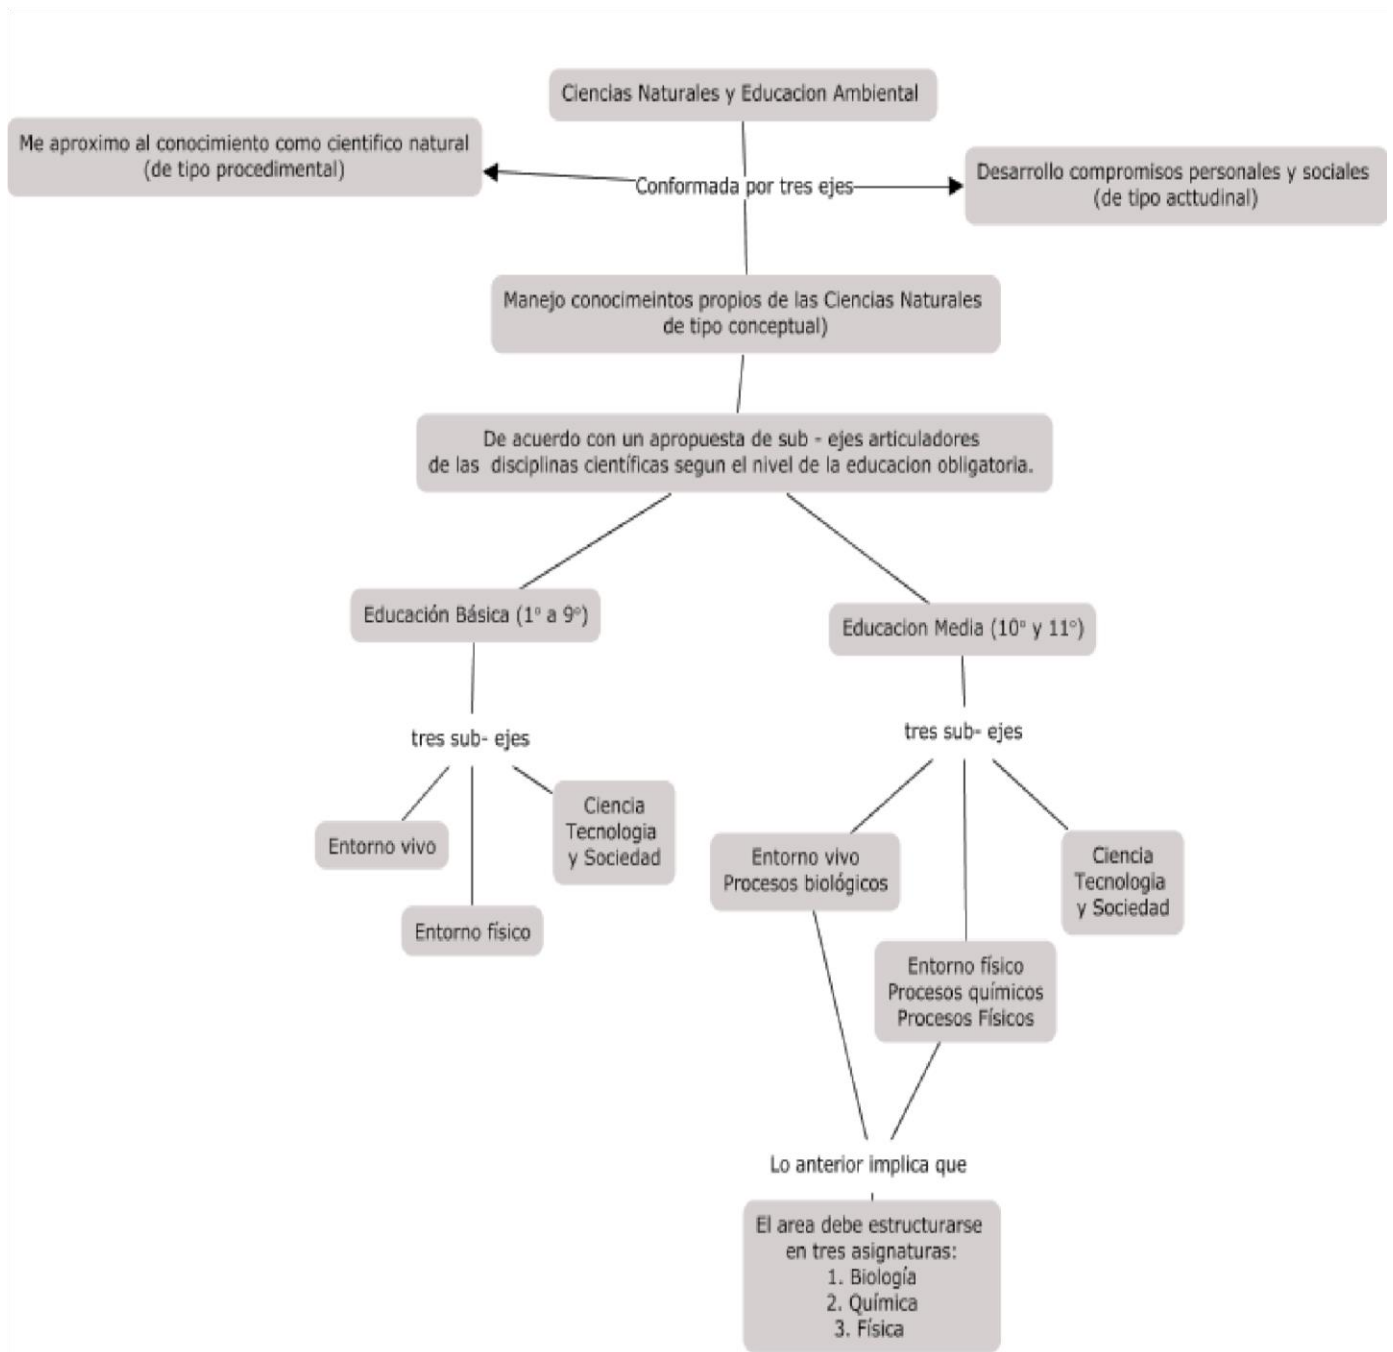 Ciencias Naturales y Educacion Ambiental
Me aproximo al conocimiento como cientifico natural
(de tipo procedimental)
Conformada por tres ejes
Desarrollo compromisos personales y sociales
(de tipo acttudinal)
Manejo conocimeintos propios de las Ciencias Naturales
de tipo conceptual)
De acuerdo con un apropuesta de sub - ejes articuladores
de las disciplinas científicas segun el nivel de la educacion obligatoria.
Educación Básica (1º a 9º)
Educacion Media (10º y 11º)
tres sub- ejes
tres sub- ejes
Entorno vivo
Entorno físico
Ciencia
Tecnologia
y Sociedad
Entorno vivo
Procesos biológicos
Entorno físico
Procesos químicos
Procesos Físicos
Ciencia
Tecnologia
y Sociedad
Lo anterior implica que
El area debe estructurarse
en tres asignaturas:
1. Biología
2. Química
3. Física